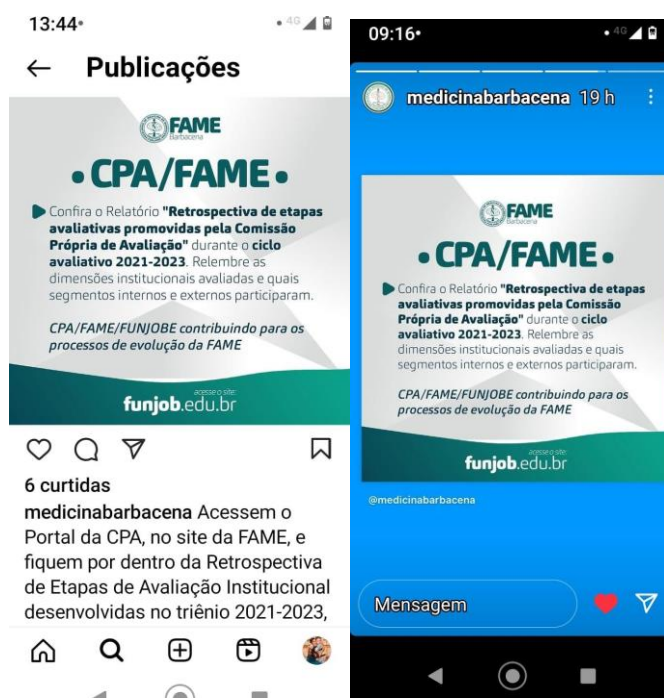 13:44•
4G
Publicações
FAME
Barbacena
• CPA/FAME •
Confira o Relatório "Retrospectiva de etapas
avaliativas promovidas pela Comissão
Própria de Avaliação" durante o ciclo
avaliativo 2021-2023. Relembre as
dimensões institucionais avaliadas e quais
segmentos internos e externos participaram.
CPA/FAME/FUNJOBE contribuindo para os
processos de evolução da FAME
acesse o site:
funjob.edu.br
6 curtidas
medicinabarbacena Acessem o
Portal da CPA, no site da FAME, e
fiquem por dentro da Retrospectiva
de Etapas de Avaliação Institucional
desenvolvidas no triênio 2021-2023,
09:16•
4G
medicinabarbacena 19 h
FAME
Barbacena
• CPA/FAME •
Confira o Relatório "Retrospectiva de etapas
avaliativas promovidas pela Comissão
Própria de Avaliação" durante o ciclo
avaliativo 2021-2023. Relembre as
dimensões institucionais avaliadas e quais
segmentos internos e externos participaram.
CPA/FAME/FUNJOBE contribuindo para os
processos de evolução da FAME
acesse o site:
funjob.edu.br
@medicinabarbacena
Mensagem